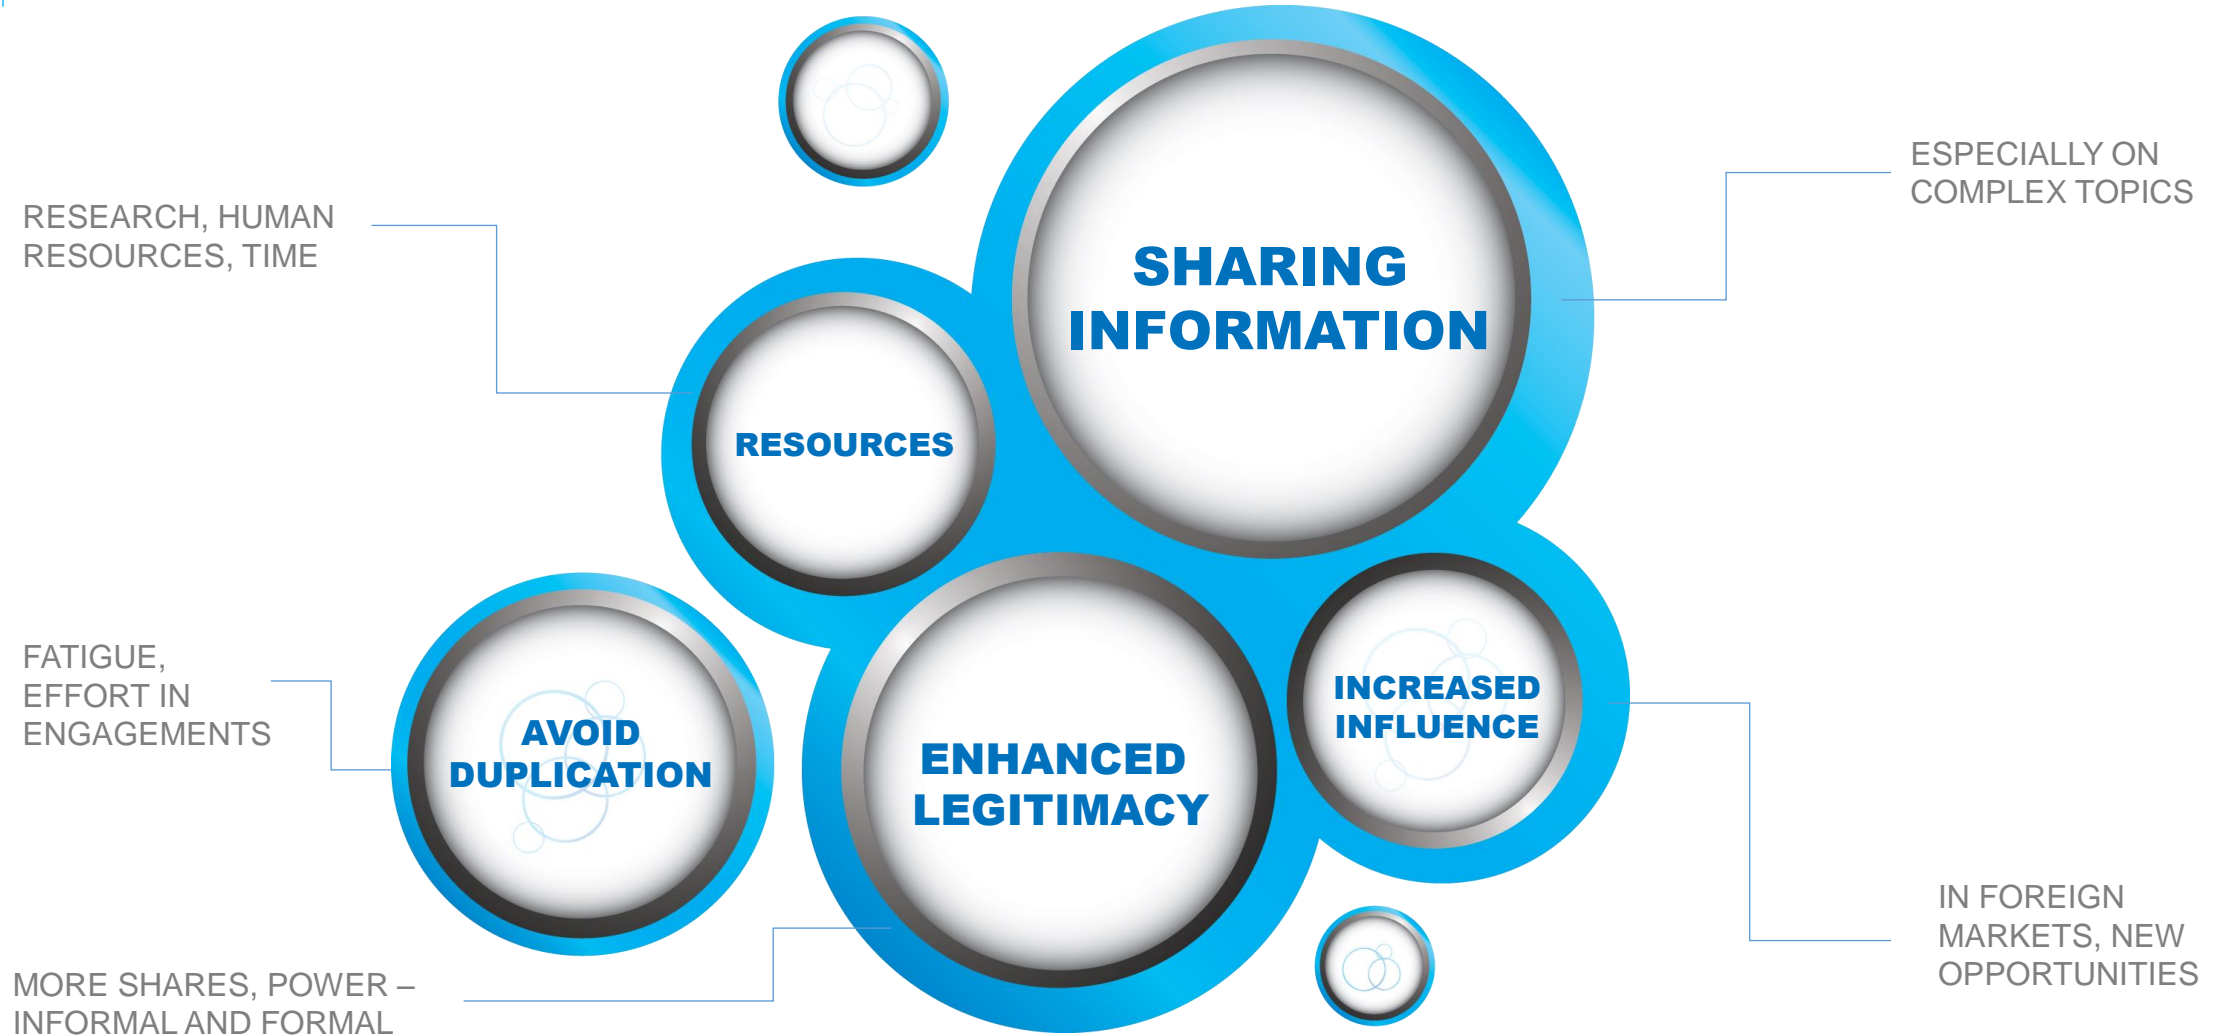 ESPECIALLY ON
COMPLEX TOPICS
RESEARCH, HUMAN
RESOURCES, TIME
SHARING
INFORMATION
RESOURCES
FATIGUE,
EFFORT IN
ENGAGEMENTS
INCREASED
INFLUENCE
AVOID
DUPLICATION
ENHANCED
LEGITIMACY
IN FOREIGN
MARKETS, NEW
OPPORTUNITIES
MORE SHARES, POWER –
INFORMAL AND FORMAL